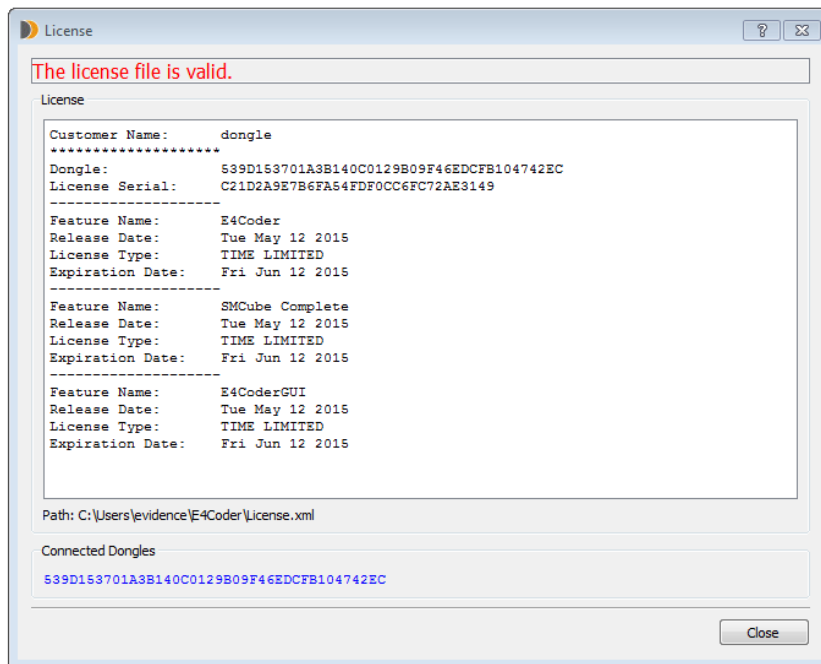 License
The license file is valid.
License
Customer Name: dongle
********************
Dongle: 539D153701A3B140C0129B09F46EDCFB104742EC
License Serial: C21D2A9E7B6FA54FDF0CC6FC72AE3149
--------------------
Feature Name: E4Coder
Release Date: Tue May 12 2015
License Type: TIME LIMITED
Expiration Date: Fri Jun 12 2015
--------------------
Feature Name: SMCube Complete
Release Date: Tue May 12 2015
License Type: TIME LIMITED
Expiration Date: Fri Jun 12 2015
--------------------
Feature Name: E4CoderGUI
Release Date: Tue May 12 2015
License Type: TIME LIMITED
Expiration Date: Fri Jun 12 2015
Path: C:\Users\evidence\E4Coder\License.xml
Connected Dongles
539D153701A3B140C0129B09F46EDCFB104742EC
Close